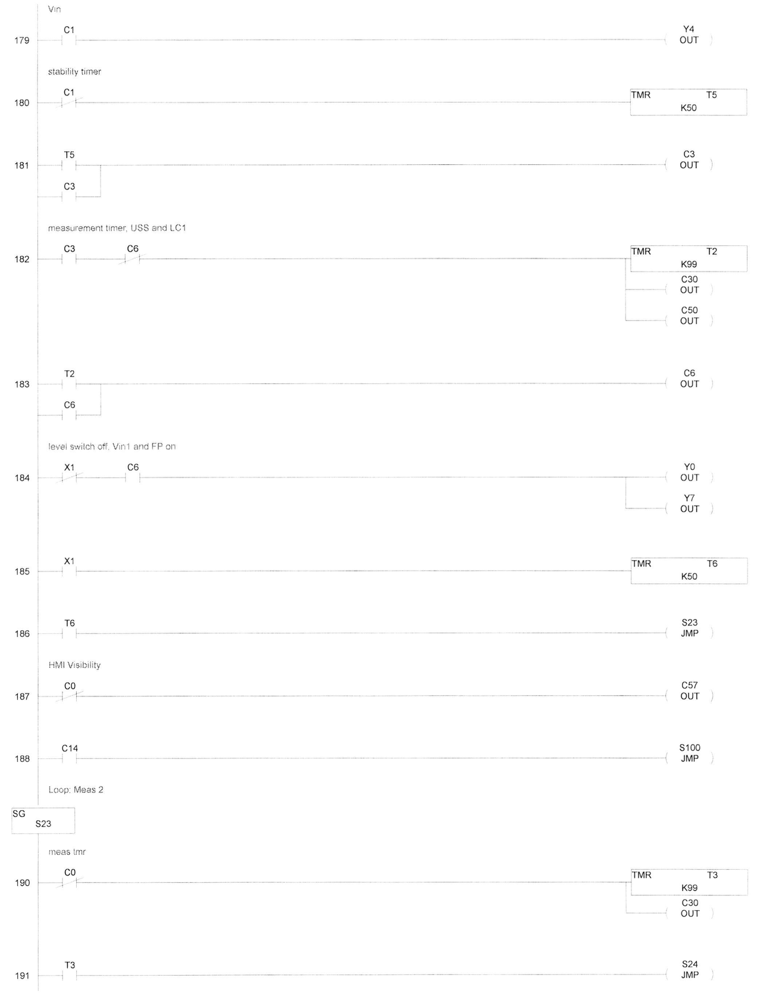 Vin
C1
Y4
179
OUT
stability timer
C1
180
TMR T5
K50
T5
C3
181
OUT
C3
measurement timer, USS and LC1
C3 C6
182
TMR T2
K99
C30
OUT
C50
OUT
T2
C6
183
OUT
C6
level switch off, Vin1 and FP on
X1 C6
Y0
184
OUT
Y7
OUT
X1
185
TMR T6
K50
T6
S23
186
JMP
HMI Visibility
C0
C57
187
OUT
C14
S100
188
JMP
Loop: Meas 2
SG
S23
meas tmr
C0
190
TMR T3
K99
C30
OUT
T3
S24
191
JMP